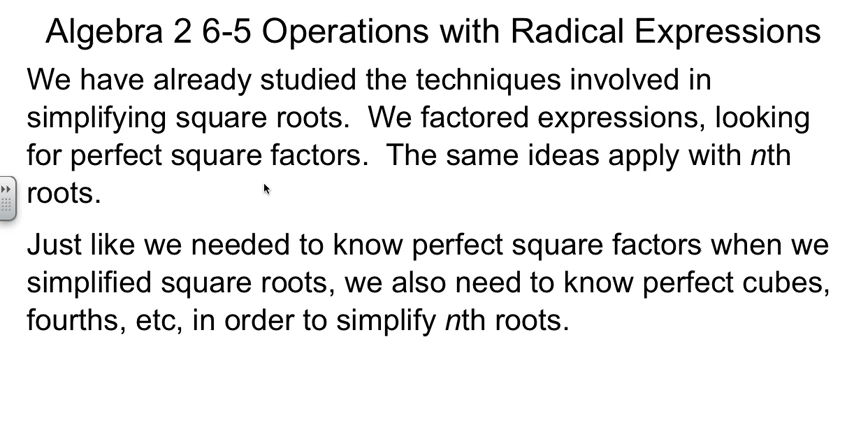 Algebra 2 6-5 Operations with Radical Expressions
We have already studied the techniques involved in
simplifying square roots.  We factored expressions, looking
for perfect square factors.  The same ideas apply with nth
roots.
Just like we needed to know perfect square factors when we
simplified square roots, we also need to know perfect cubes,
fourths, etc, in order to simplify nth roots.